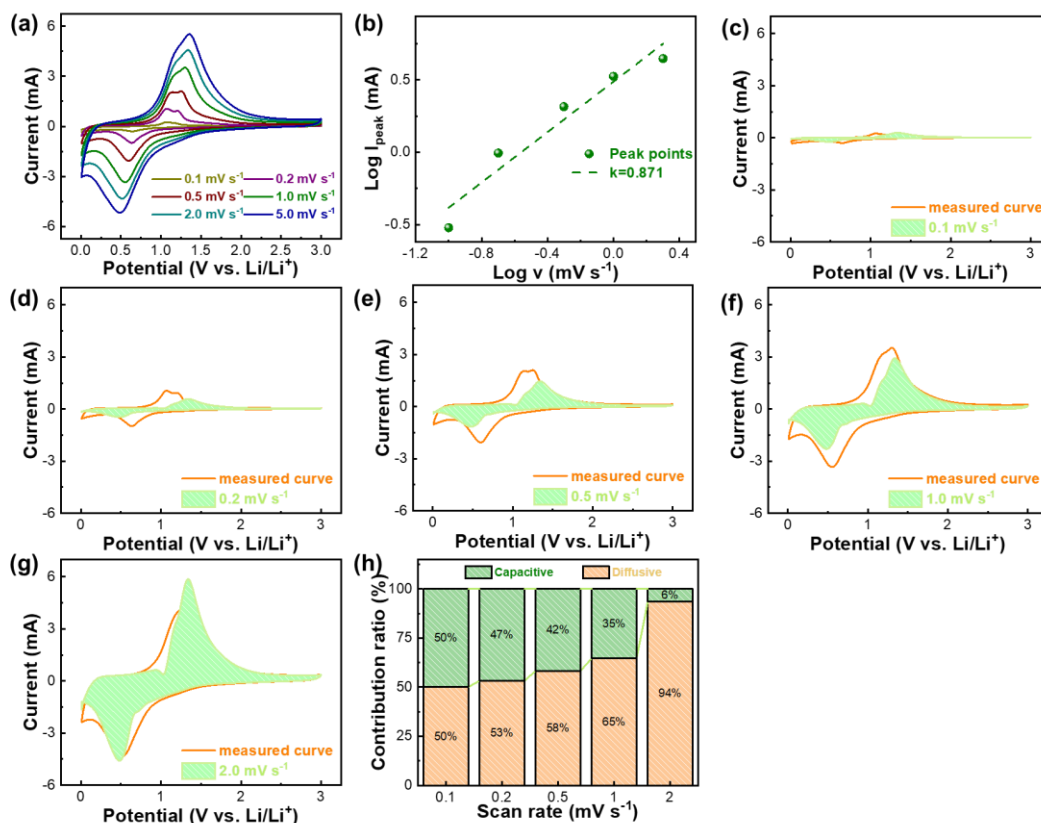 (a)
6
3
0
-3
-6
Current (mA)
0.1 mV s⁻¹ 0.2 mV s⁻¹
0.5 mV s⁻¹ 1.0 mV s⁻¹
2.0 mV s⁻¹ 5.0 mV s⁻¹
0.0 0.5 1.0 1.5 2.0 2.5 3.0
Potential (V vs. Li/Li⁺)
(b)
0.5
0.0
-0.5
Log Iₚₑₐₖ (mA)
Peak points
k=0.871
-1.2 -0.8 -0.4 0.0 0.4
Log v (mV s⁻¹)
(c)
6
3
0
-3
-6
Current (mA)
measured curve
0.1 mV s⁻¹
0 1 2 3
Potential (V vs. Li/Li⁺)
(d)
6
3
0
-3
-6
Current (mA)
measured curve
0.2 mV s⁻¹
0 1 2 3
Potential (V vs. Li/Li⁺)
(e)
6
3
0
-3
-6
Current (mA)
measured curve
0.5 mV s⁻¹
0 1 2 3
Potential (V vs. Li/Li⁺)
(f)
6
3
0
-3
-6
Current (mA)
measured curve
1.0 mV s⁻¹
0 1 2 3
Potential (V vs. Li/Li⁺)
(g)
6
3
0
-3
-6
Current (mA)
measured curve
2.0 mV s⁻¹
0 1 2 3
Potential (V vs. Li/Li⁺)
(h)
Capacitive Diffusive
100
75
50
25
0
Contribution ratio (%)
50% 47% 42% 35% 6%
50% 53% 58% 65% 94%
0.1 0.2 0.5 1 2
Scan rate (mV s⁻¹)